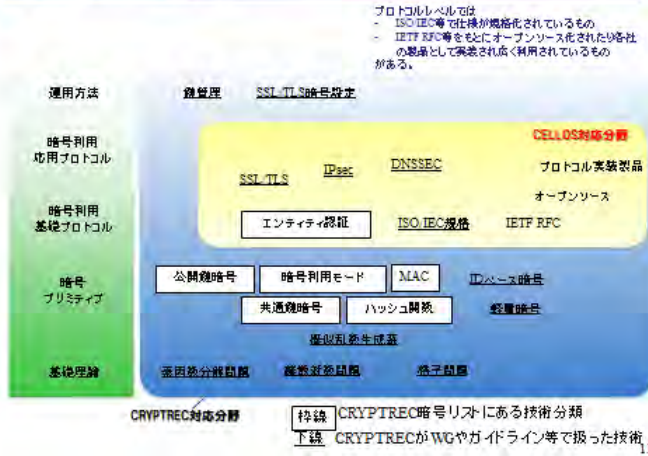 プロトコルレベルでは
- ISO/IEC等で仕様が規格化されているもの
- IETF RFC等をもとにオープンソース化されたり各社
の製品として実装され広く利用されているもの
がある。
運用方法
鍵管理 SSL/TLS暗号設定
暗号利用
応用プロトコル
CELLOS対応分野
SSL/TLS IPsec DNSSEC プロトコル実装製品
オープンソース
暗号利用
基礎プロトコル
エンティティ認証 ISO/IEC規格 IETF RFC
暗号
プリミティブ
公開鍵暗号 暗号利用モード MAC IDベース暗号
共通鍵暗号 ハッシュ関数 軽量暗号
擬似乱数生成器
基礎理論
素因数分解問題 離散対数問題 格子問題
CRYPTREC対応分野
枠線 CRYPTREC暗号リストにある技術分類
下線 CRYPTRECがWGやガイドライン等で扱った技術